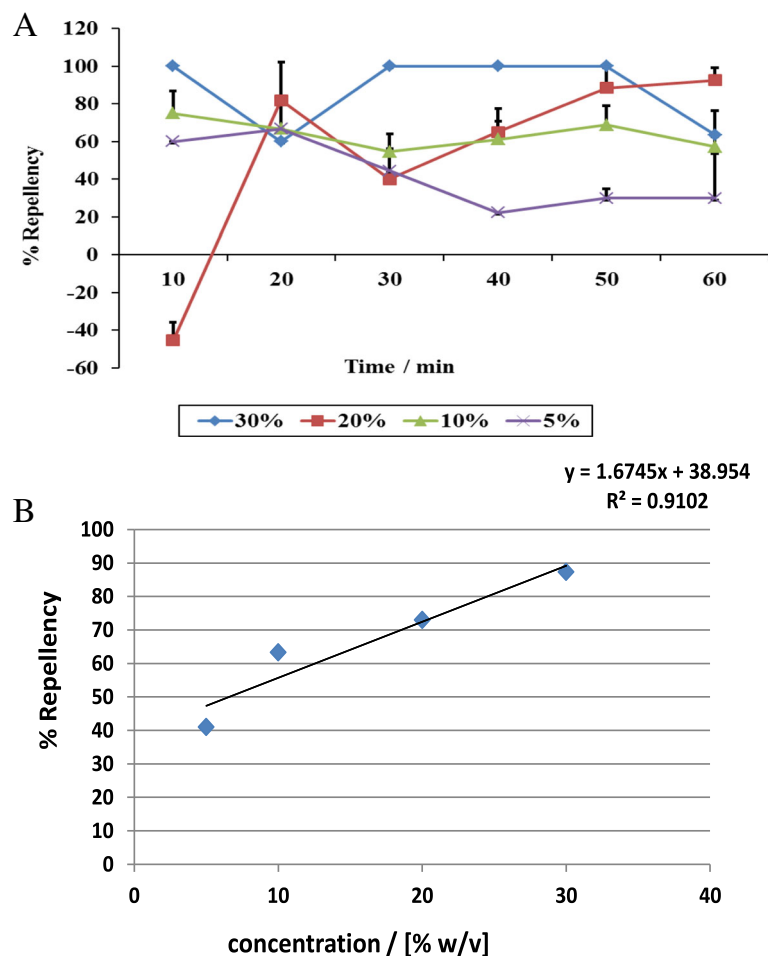 A
120
100
80
60
40
20
0
-20
-40
-60
% Repellency
10 20 30 40 50 60
Time / min
30% 20% 10% 5%
y = 1.6745x + 38.954
R² = 0.9102
B
100
90
80
70
60
50
40
30
20
10
0
% Repellency
0 10 20 30 40
concentration / [% w/v]